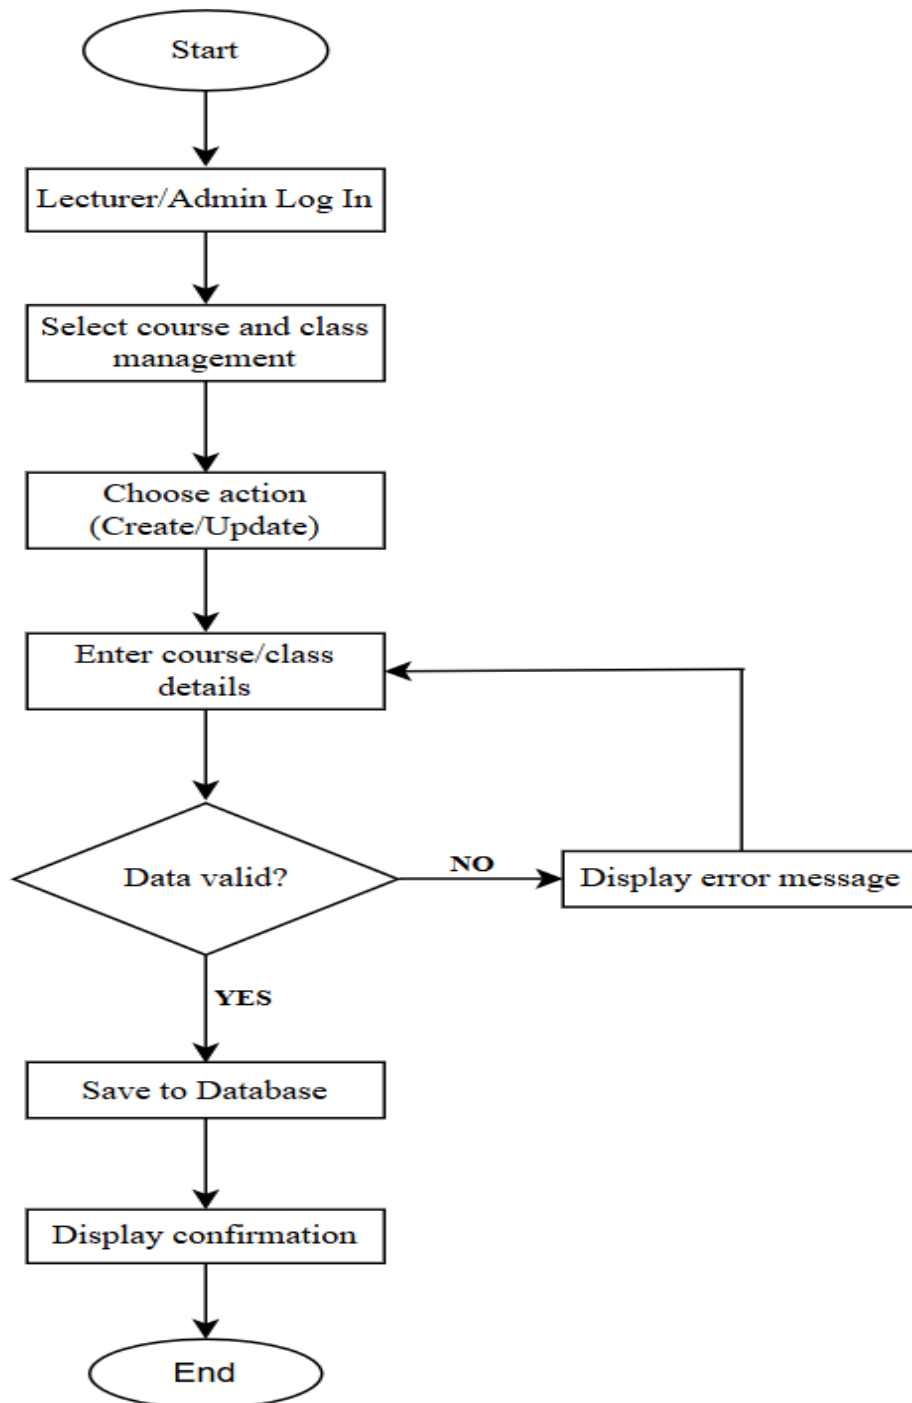 Start
Lecturer/Admin Log In
Select course and class
management
Choose action
(Create/Update)
Enter course/class
details
Data valid?
NO
Display error message
YES
Save to Database
Display confirmation
End